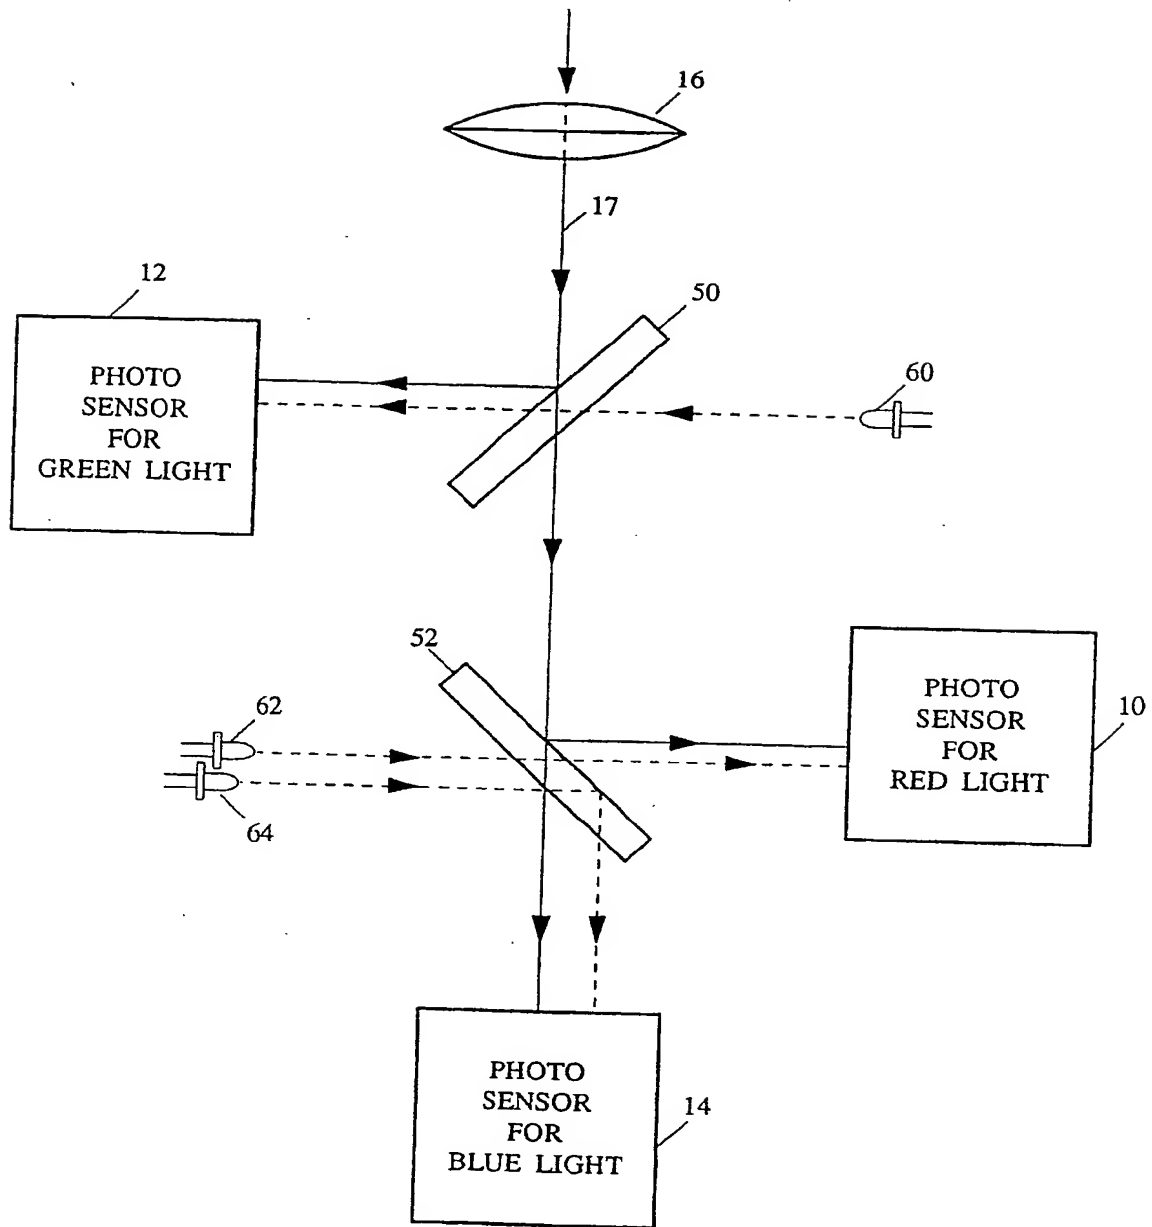 16
17
12
50
PHOTO
SENSOR
FOR
GREEN LIGHT
60
52
PHOTO
SENSOR
FOR
RED LIGHT
10
62
64
PHOTO
SENSOR
FOR
BLUE LIGHT
14